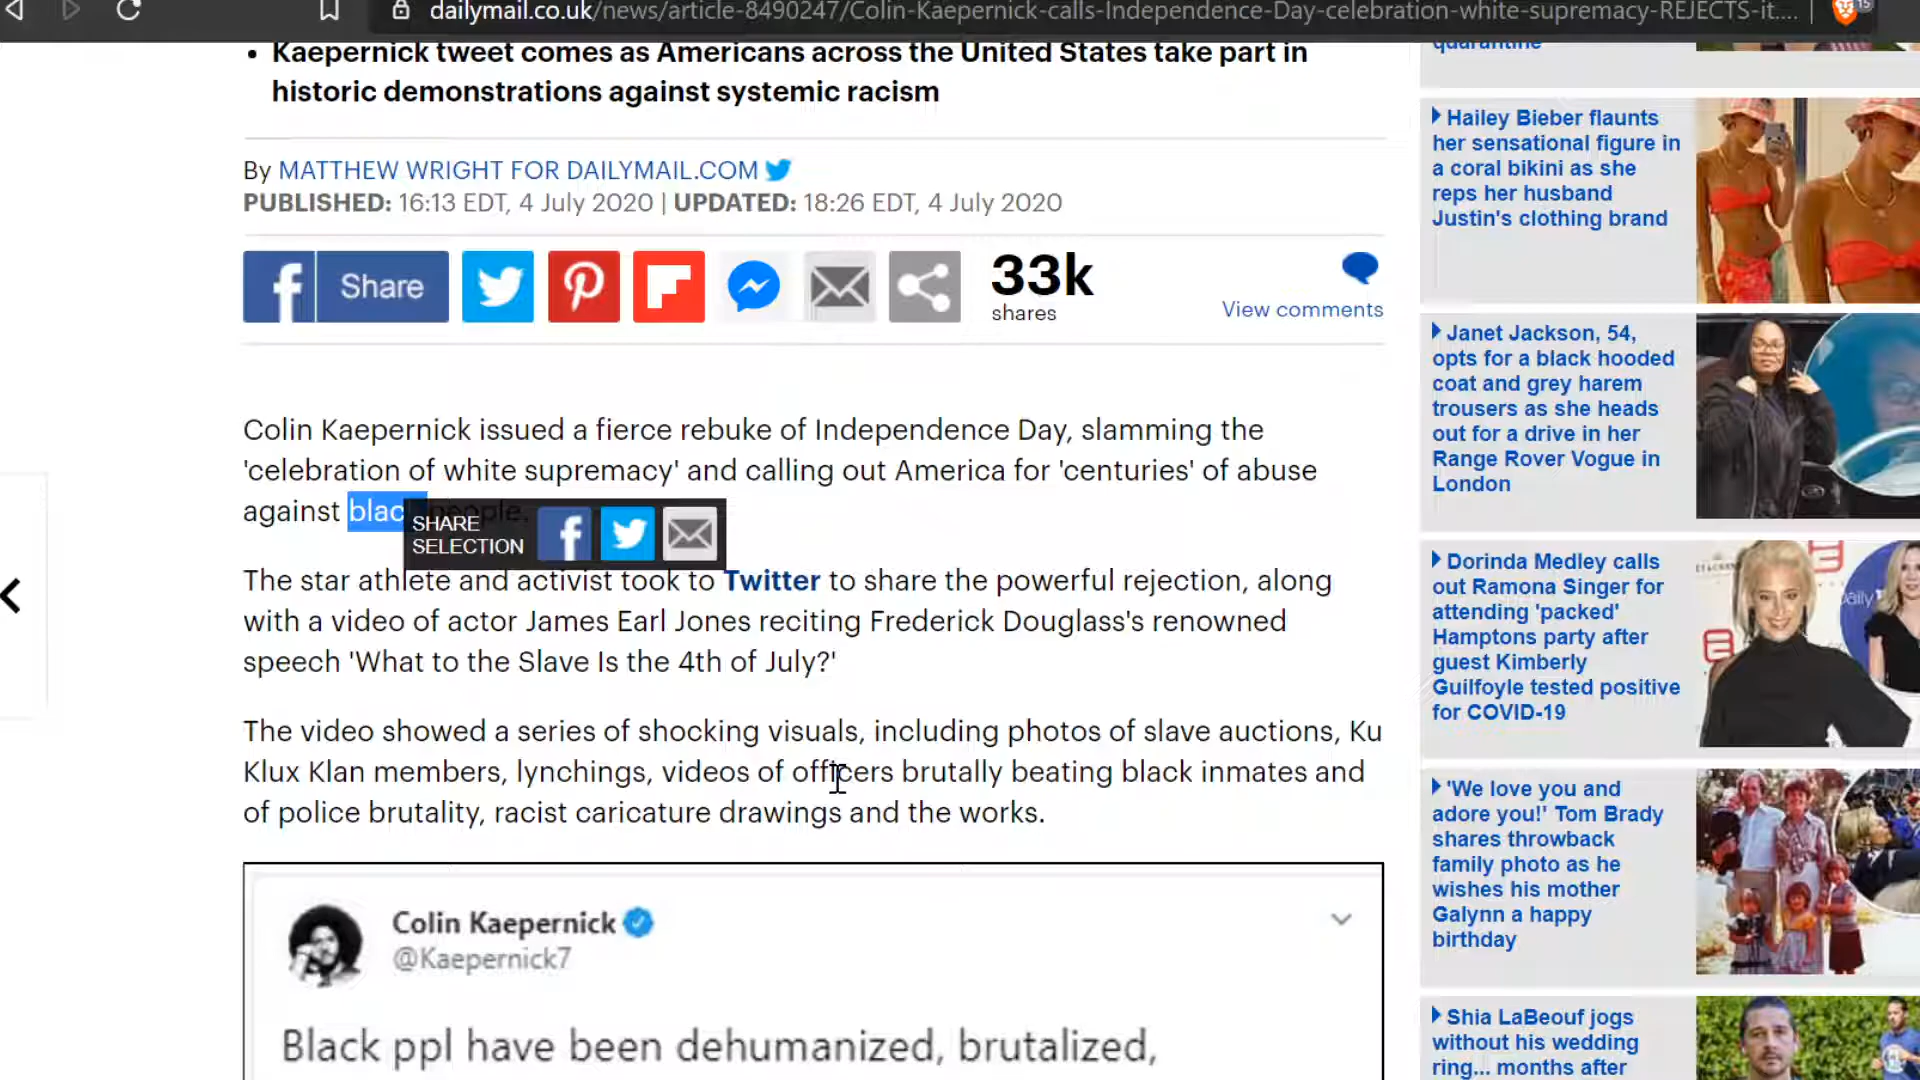 dailymail.co.uk/news/article-8490247/Colin-Kaepernick-calls-Independence-Day-celebration-white-supremacy-REJECTS-it....
15
• Kaepernick tweet comes as Americans across the United States take part in
historic demonstrations against systemic racism
By MATTHEW WRIGHT FOR DAILYMAIL.COM
PUBLISHED: 16:13 EDT, 4 July 2020 | UPDATED: 18:26 EDT, 4 July 2020
f Share
33k
shares
View comments
Colin Kaepernick issued a fierce rebuke of Independence Day, slamming the
'celebration of white supremacy' and calling out America for 'centuries' of abuse
against black people.
SHARE
SELECTION
The star athlete and activist took to Twitter to share the powerful rejection, along
with a video of actor James Earl Jones reciting Frederick Douglass's renowned
speech 'What to the Slave Is the 4th of July?'
The video showed a series of shocking visuals, including photos of slave auctions, Ku
Klux Klan members, lynchings, videos of officers brutally beating black inmates and
of police brutality, racist caricature drawings and the works.
Colin Kaepernick
@Kaepernick7
Black ppl have been dehumanized, brutalized,
quarantine
Hailey Bieber flaunts
her sensational figure in
a coral bikini as she
reps her husband
Justin's clothing brand
Janet Jackson, 54,
opts for a black hooded
coat and grey harem
trousers as she heads
out for a drive in her
Range Rover Vogue in
London
Dorinda Medley calls
out Ramona Singer for
attending 'packed'
Hamptons party after
guest Kimberly
Guilfoyle tested positive
for COVID-19
'We love you and
adore you!' Tom Brady
shares throwback
family photo as he
wishes his mother
Galynn a happy
birthday
Shia LaBeouf jogs
without his wedding
ring... months after